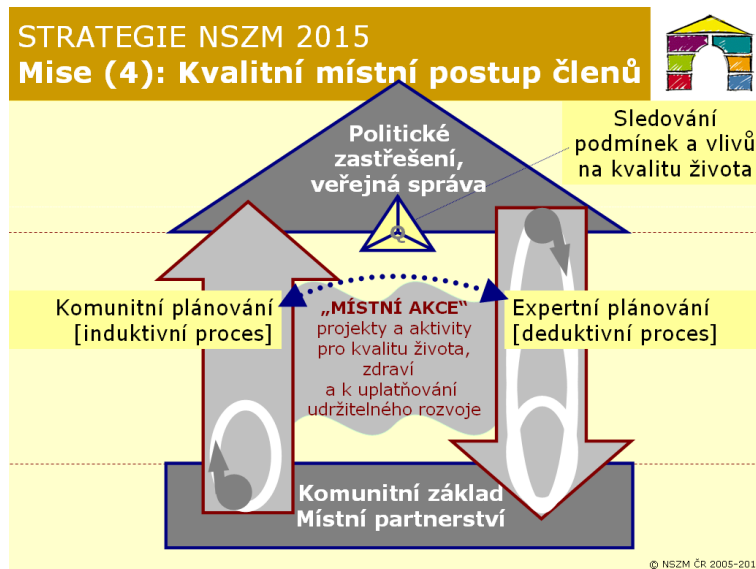 STRATEGIE NSZM 2015
Mise (4): Kvalitní místní postup členů
Politické
zastřešení,
veřejná správa
Sledování
podmínek a vlivů
na kvalitu života
Q
Komunitní plánování
[induktivní proces]
„MÍSTNÍ AKCE“
projekty a aktivity
pro kvalitu života,
zdraví
a k uplatňování
udržitelného rozvoje
Expertní plánování
[deduktivní proces]
Komunitní základ
Místní partnerství
© NSZM ČR 2005-201